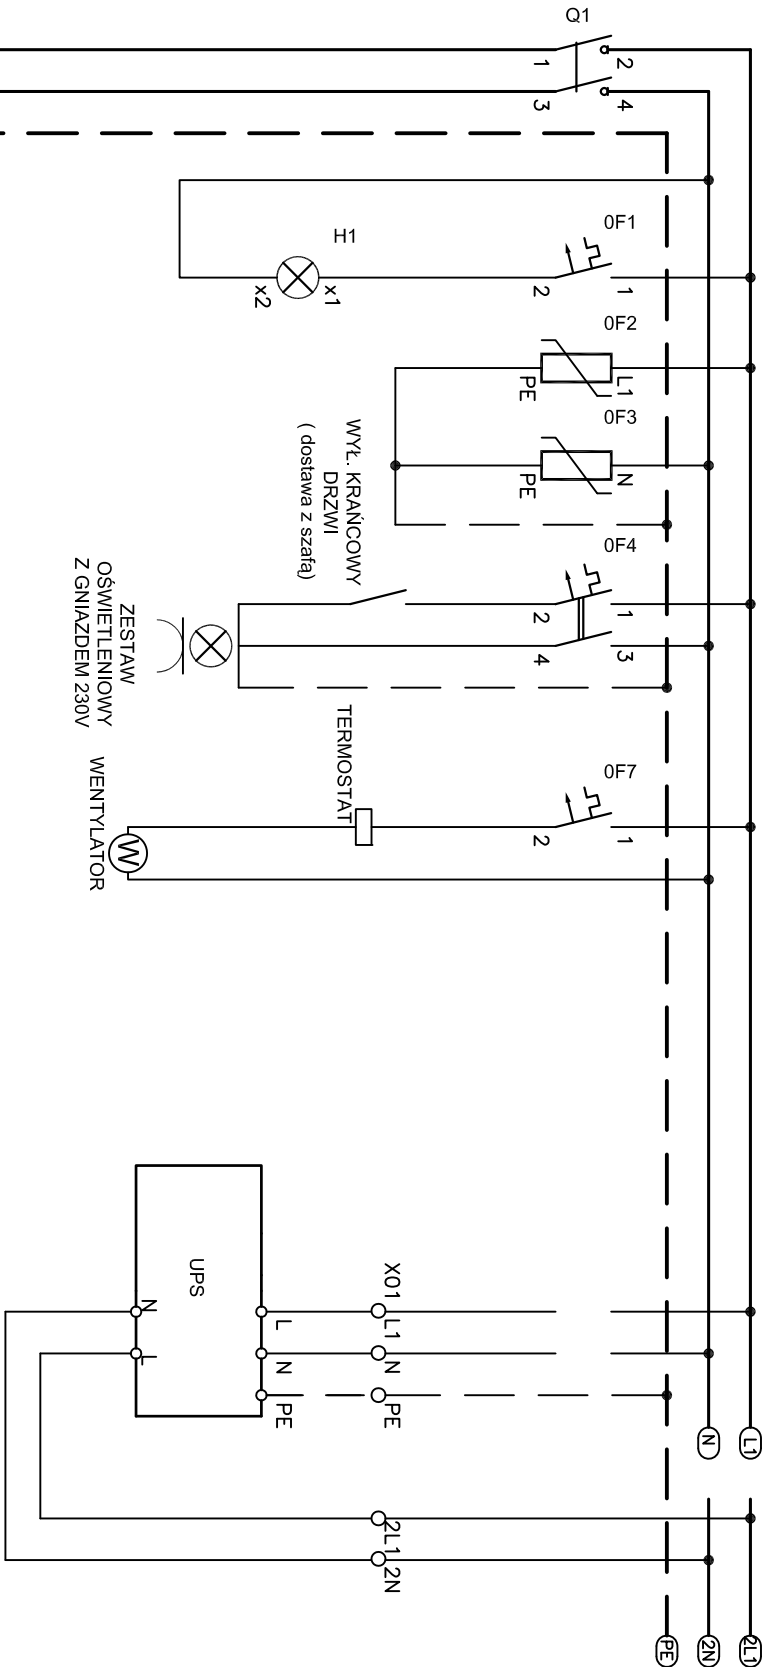 Q1
1
2
3
4
0F1
H1
x2
x1
2
1
0F2
PE
L1
0F3
PE
N
WYŁ. KRAŃCOWY
DRZWI
( dostawa z szafą)
0F4
2
1
4
3
ZESTAW
OŚWIETLENIOWY
Z GNIAZDEM 230V
0F7
TERMOSTAT
2
1
WENTYLATOR
W
UPS
X01
N
L
L
N
PE
L1
N
PE
N
L1
2L1
2N
PE
2N
2L1